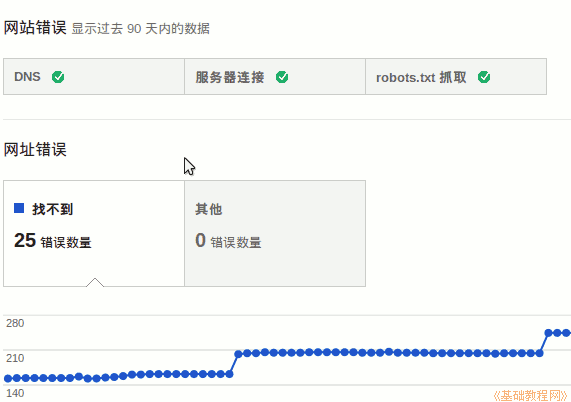 网站错误 显示过去 90 天内的数据
DNS 服务器连接 robots.txt 抓取
网址错误
找不到 其他
25 错误数量 0 错误数量
280
210
140
《基础教程网》